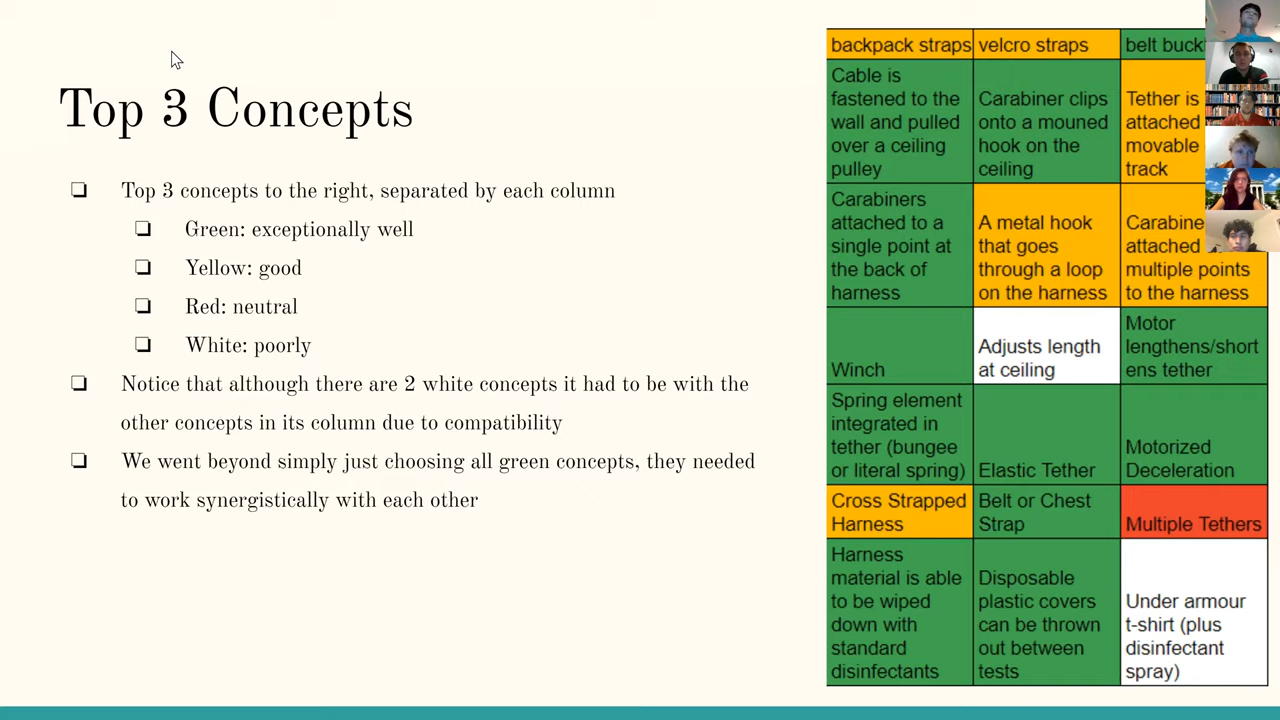 Top 3 Concepts
❏ Top 3 concepts to the right, separated by each column
❏ Green: exceptionally well
❏ Yellow: good
❏ Red: neutral
❏ White: poorly
❏ Notice that although there are 2 white concepts it had to be with the
other concepts in its column due to compatibility
❏ We went beyond simply just choosing all green concepts, they needed
to work synergistically with each other
backpack straps
velcro straps
belt buck
Cable is
fastened to the
wall and pulled
over a ceiling
pulley
Carabiner clips
onto a mouned
hook on the
ceiling
Tether is
attached
movable
track
Carabiners
attached to a
single point at
the back of
harness
A metal hook
that goes
through a loop
on the harness
Carabine
attached
multiple points
to the harness
Winch
Adjusts length
at ceiling
Motor
lengthens/short
ens tether
Spring element
integrated in
tether (bungee
or literal spring)
Elastic Tether
Motorized
Deceleration
Cross Strapped
Harness
Belt or Chest
Strap
Multiple Tethers
Harness
material is able
to be wiped
down with
standard
disinfectants
Disposable
plastic covers
can be thrown
out between
tests
Under armour
t-shirt (plus
disinfectant
spray)